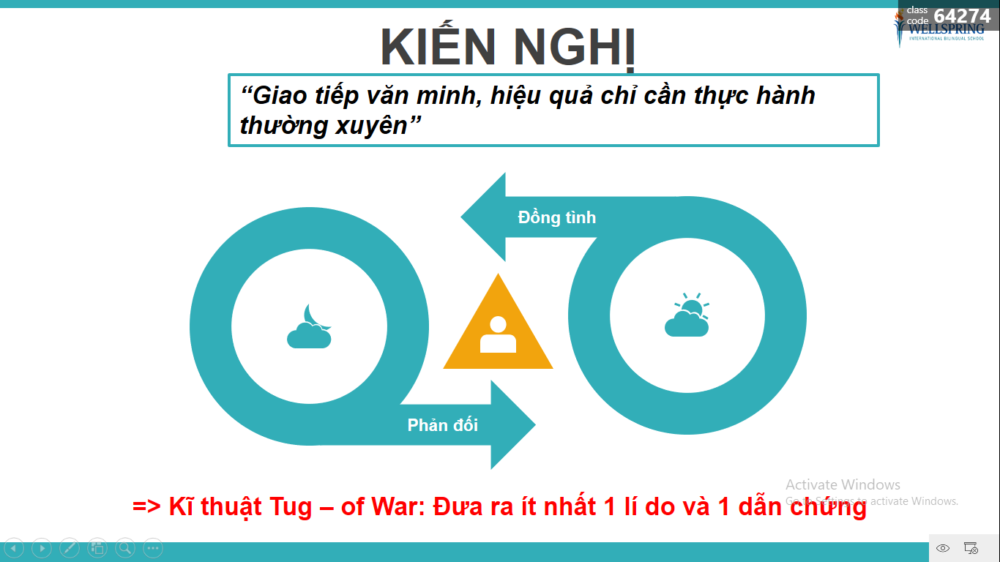 class
code 64274
WELLSPRING
INTERNATIONAL BILINGUAL SCHOOL
KIẾN NGHỊ
“Giao tiếp văn minh, hiệu quả chỉ cần thực hành
thường xuyên”
Đồng tình
Phản đối
Activate Windows
Go to Settings to activate Windows.
=> Kĩ thuật Tug – of War: Đưa ra ít nhất 1 lí do và 1 dẫn chứng